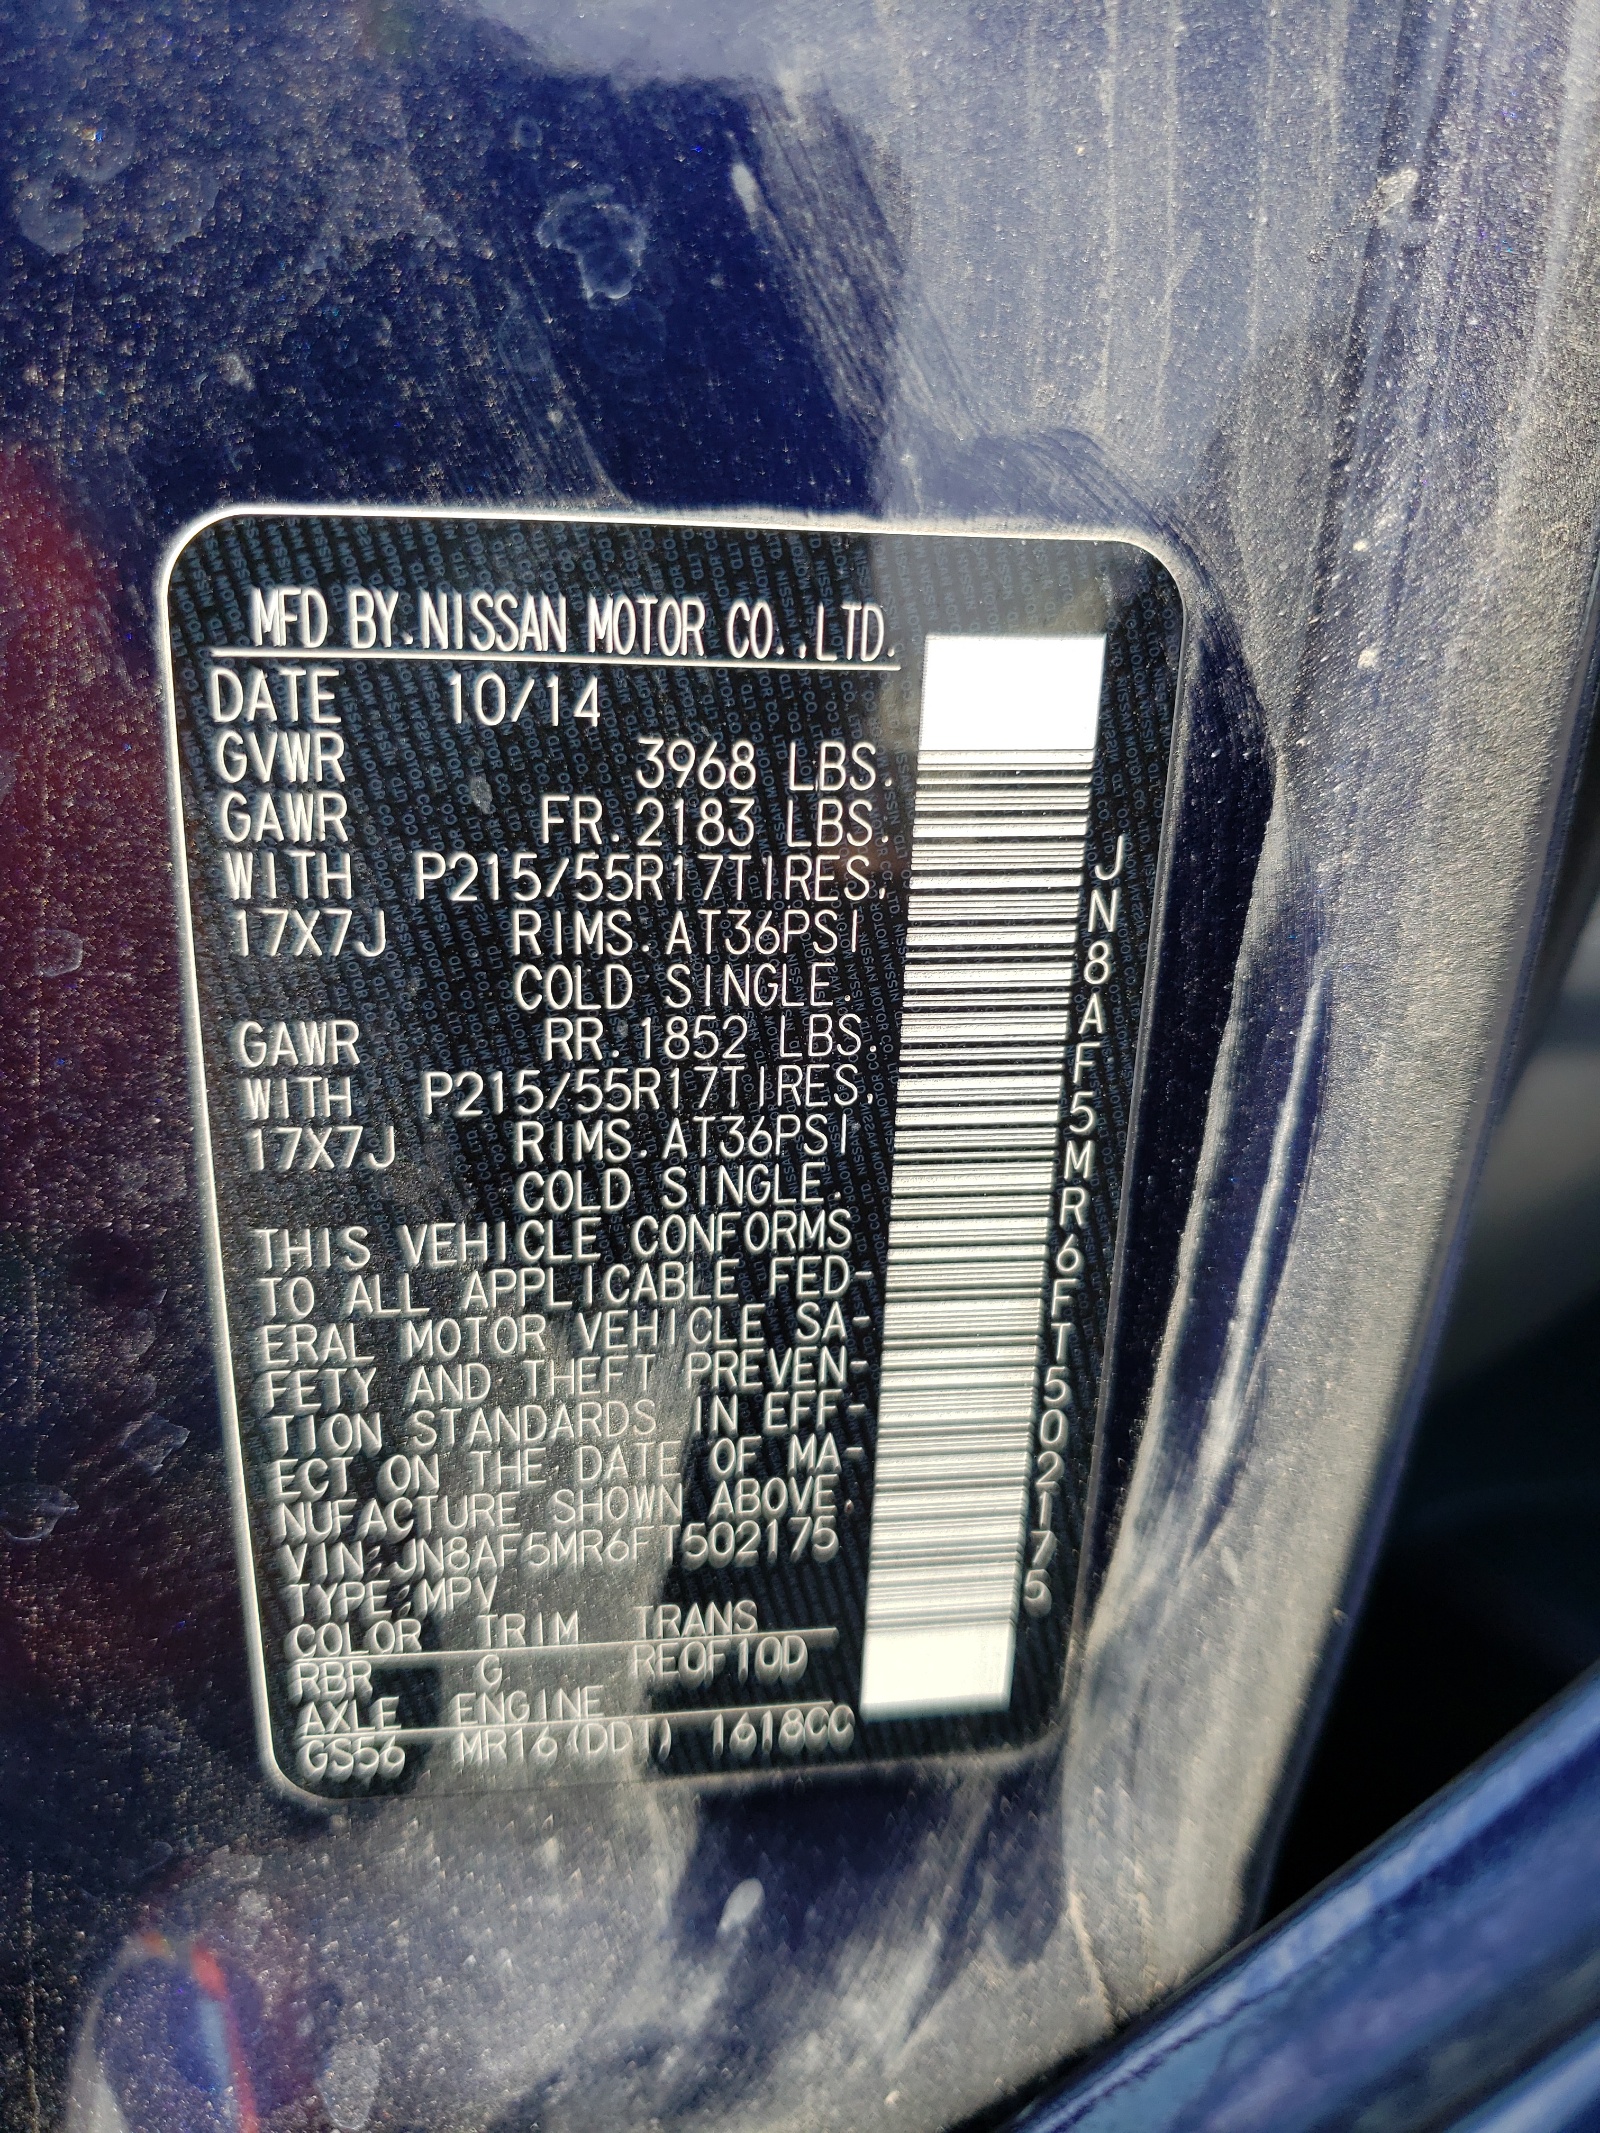 MFD BY.NISSAN MOTOR CO.,LTD.
DATE 10/14
GVWR 3968 LBS.
GAWR FR.2183 LBS.
WITH P215/55R17TIRES,
17X7J RIMS.AT36PSI
COLD SINGLE.
GAWR RR.1852 LBS.
WITH P215/55R17TIRES,
17X7J RIMS.AT36PSI
COLD SINGLE.
THIS VEHICLE CONFORMS
TO ALL APPLICABLE FED-
ERAL MOTOR VEHICLE SA-
FETY AND THEFT PREVEN-
TION STANDARDS IN EFF-
ECT ON THE DATE OF MA-
NUFACTURE SHOWN ABOVE.
VIN:JN8AF5MR6FT502175
TYPE:MPV
COLOR TRIM TRANS
RBR G RE0F10D
AXLE ENGINE
GS56 MR16(DDT) 1618CC
JN8AF5MR6FT502175